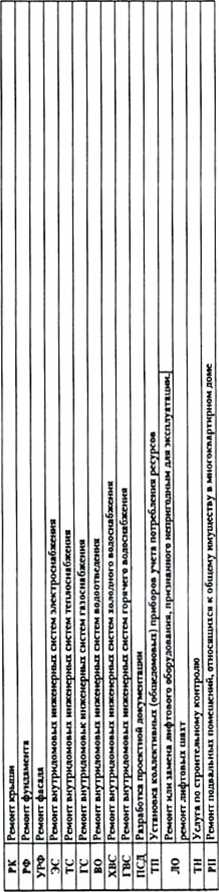 РК Ремонт крыши
РФ Ремонт фундамента
УРФ Ремонт фасада
ЭС Ремонт внутридомовых инженерных систем электроснабжения
ТС Ремонт внутридомовых инженерных систем теплоснабжения
ГС Ремонт внутридомовых инженерных систем газоснабжения
ВО Ремонт внутридомовых инженерных систем водоотведения
ХВС Ремонт внутридомовых инженерных систем холодного водоснабжения
ГВС Ремонт внутридомовых инженерных систем горячего водоснабжения
ПСД Разработка проектной документации
ТП Установка коллективных (общедомовых) приборов учета потребления ресурсов
ЛО Ремонт или замена лифтового оборудования, признанного непригодным для эксплуатации,
ремонт лифтовых шахт
ТН Услуги по строительному контролю
ВП Ремонт подвальных помещений, относящихся к общему имуществу в многоквартирном доме